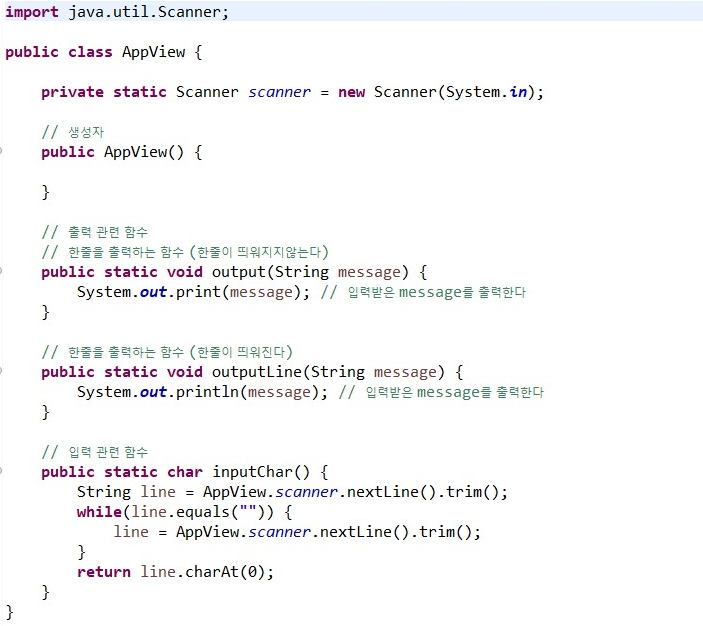 import java.util.Scanner;
public class AppView {
private static Scanner scanner = new Scanner(System.in);
// 생성자
public AppView() {
}
// 출력 관련 함수
// 한줄을 출력하는 함수 (한줄이 띄워지지않는다)
public static void output(String message) {
System.out.print(message); // 입력받은 message를 출력한다
}
// 한줄을 출력하는 함수 (한줄이 띄워진다)
public static void outputLine(String message) {
System.out.println(message); // 입력받은 message를 출력한다
}
// 입력 관련 함수
public static char inputChar() {
String line = AppView.scanner.nextLine().trim();
while(line.equals("")) {
line = AppView.scanner.nextLine().trim();
}
return line.charAt(0);
}
}